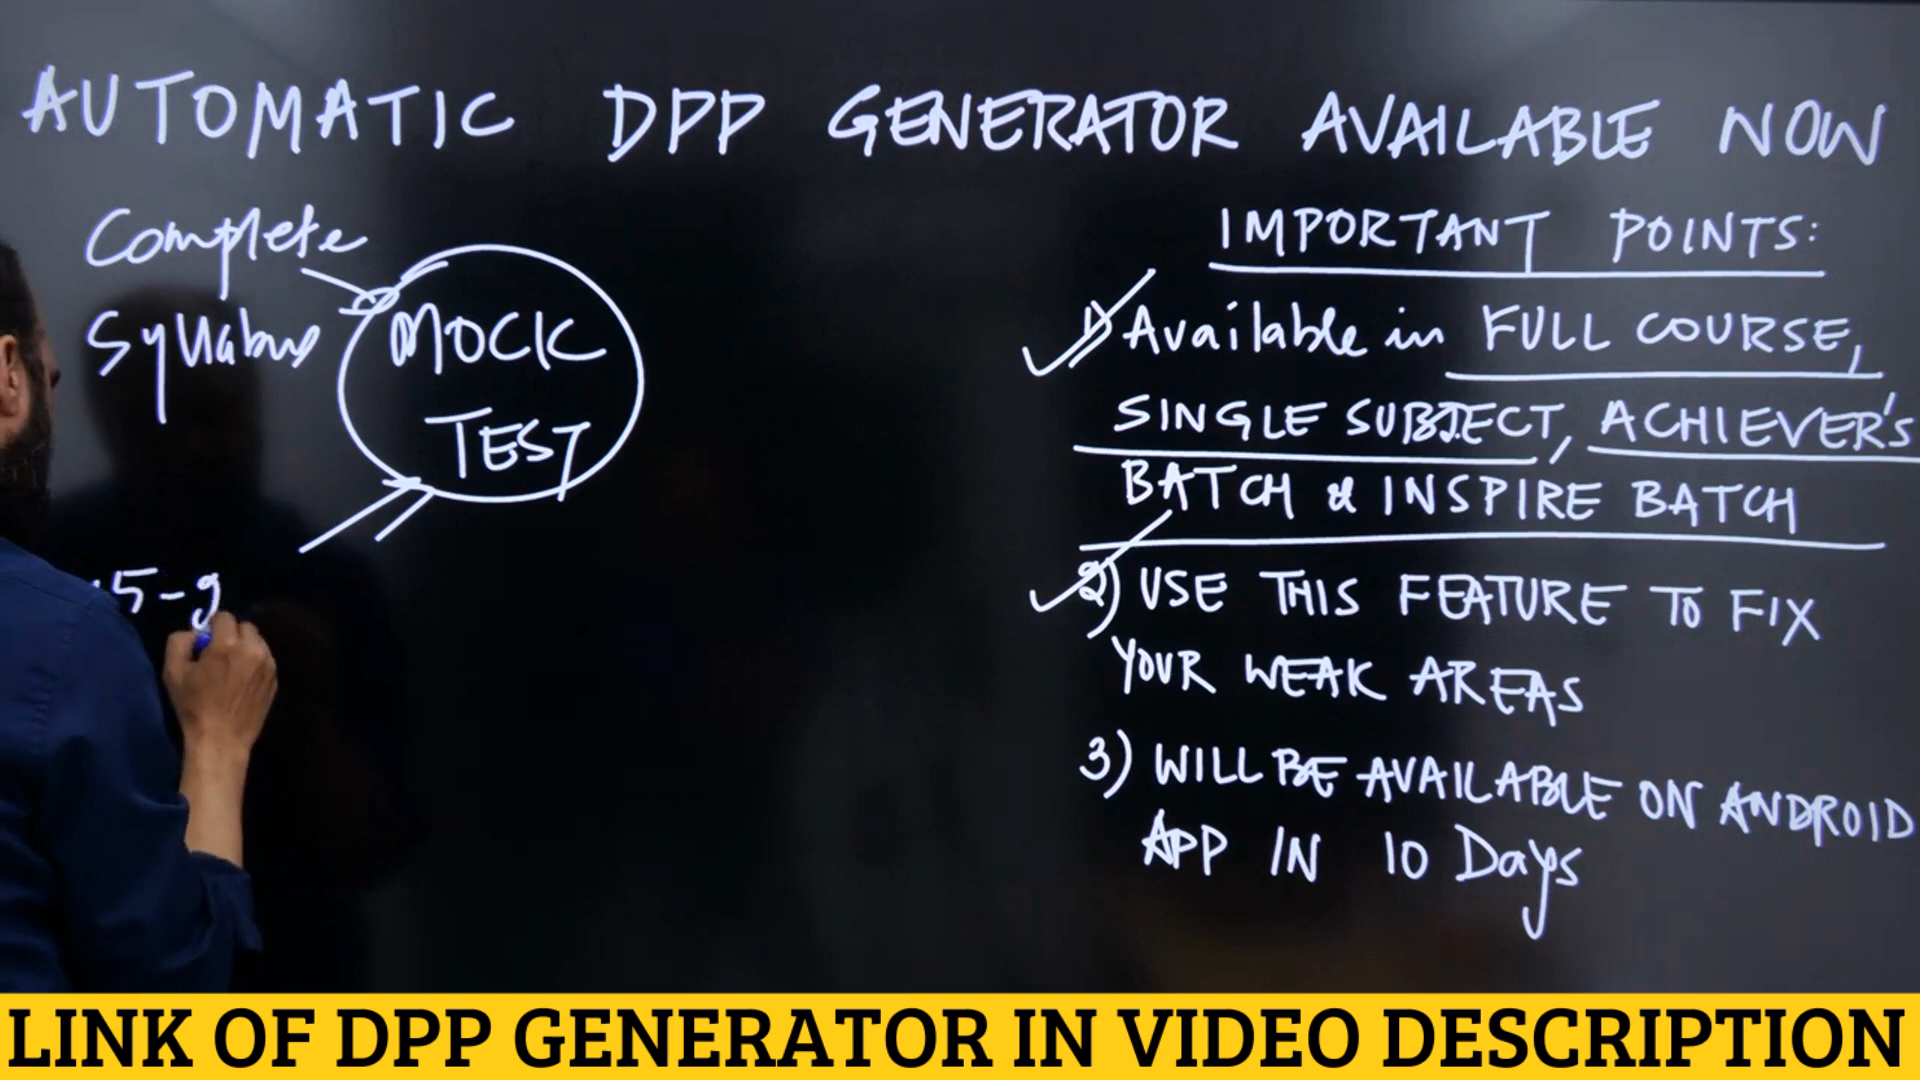 AUTOMATIC DPP GENERATOR AVAILABLE NOW
Complete
Syllabus
MOCK
TEST
5-9
IMPORTANT POINTS:
1) Available in FULL COURSE,
SINGLE SUBJECT, ACHIEVER'S
BATCH & INSPIRE BATCH
2) USE THIS FEATURE TO FIX
YOUR WEAK AREAS
3) WILL BE AVAILABLE ON ANDROID
APP IN 10 Days
LINK OF DPP GENERATOR IN VIDEO DESCRIPTION